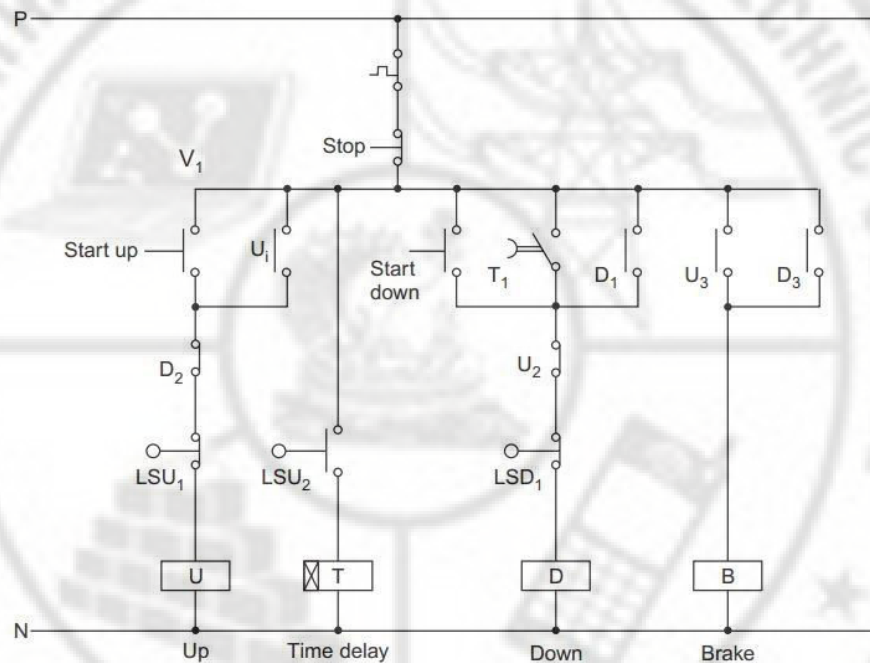 P
Stop
V1
Start up
Ui
Start
down
T1
D1
U3
D3
D2
U2
LSU1
LSU2
LSD1
U
T
D
B
N
Up
Time delay
Down
Brake